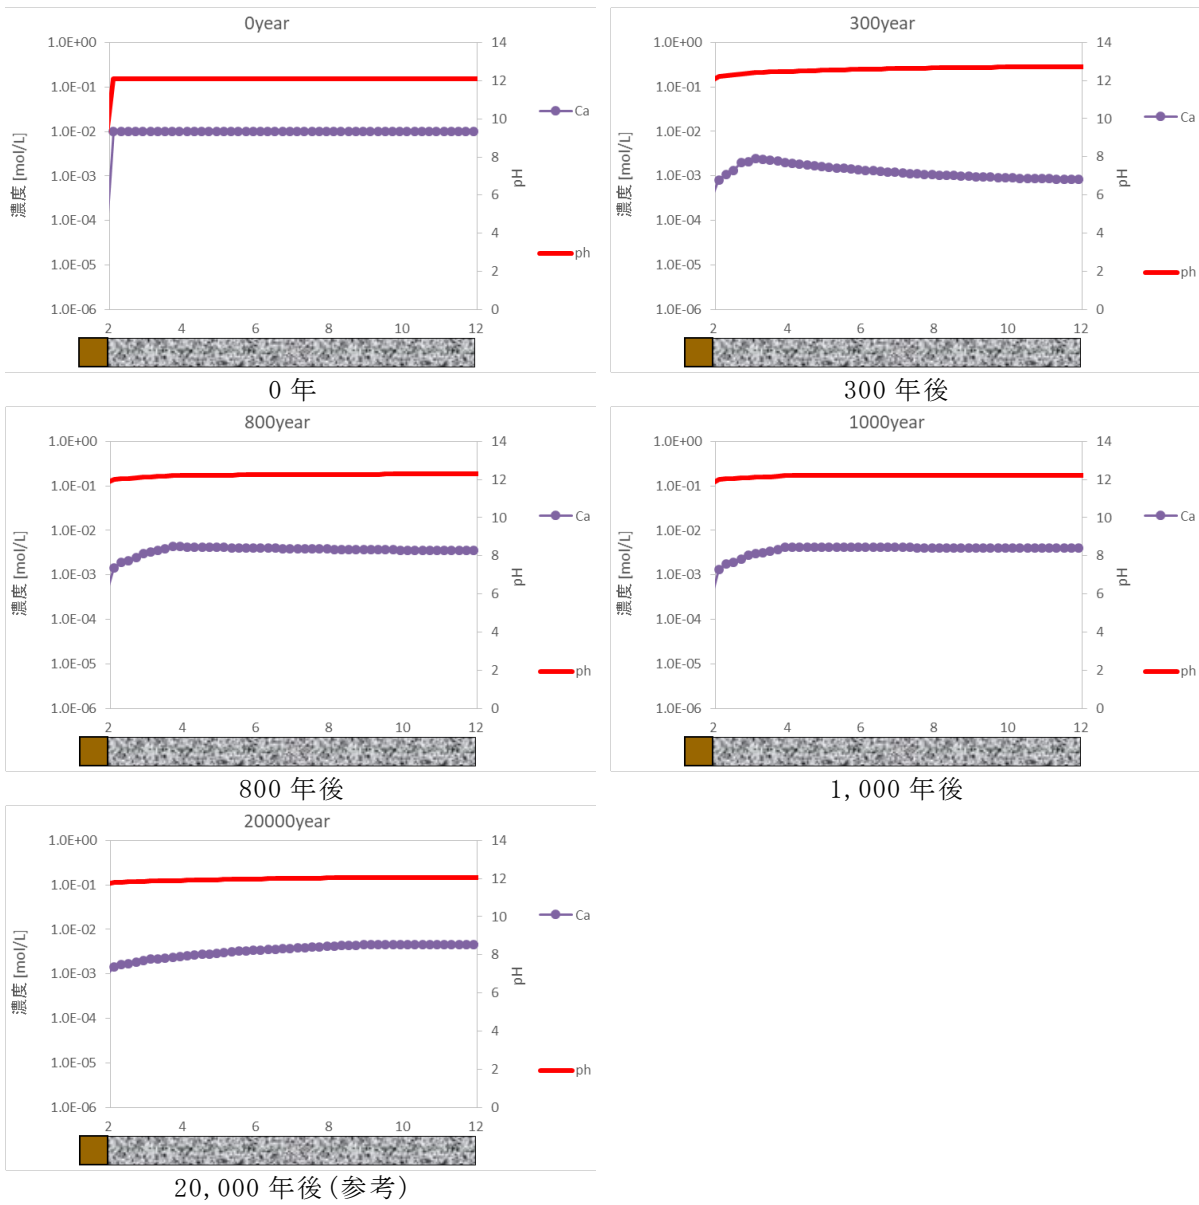 0year
1.0E+00
1.0E-01
1.0E-02
1.0E-03
1.0E-04
1.0E-05
1.0E-06
濃度 [mol/L]
14
12
10
8
6
4
2
0
pH
Ca
ph
2 4 6 8 10 12
0 年
300year
1.0E+00
1.0E-01
1.0E-02
1.0E-03
1.0E-04
1.0E-05
1.0E-06
濃度 [mol/L]
14
12
10
8
6
4
2
0
pH
Ca
ph
2 4 6 8 10 12
300 年後
800year
1.0E+00
1.0E-01
1.0E-02
1.0E-03
1.0E-04
1.0E-05
1.0E-06
濃度 [mol/L]
14
12
10
8
6
4
2
0
pH
Ca
ph
2 4 6 8 10 12
800 年後
1000year
1.0E+00
1.0E-01
1.0E-02
1.0E-03
1.0E-04
1.0E-05
1.0E-06
濃度 [mol/L]
14
12
10
8
6
4
2
0
pH
Ca
ph
2 4 6 8 10 12
1,000 年後
20000year
1.0E+00
1.0E-01
1.0E-02
1.0E-03
1.0E-04
1.0E-05
1.0E-06
濃度 [mol/L]
14
12
10
8
6
4
2
0
pH
Ca
ph
2 4 6 8 10 12
20,000 年後(参考)